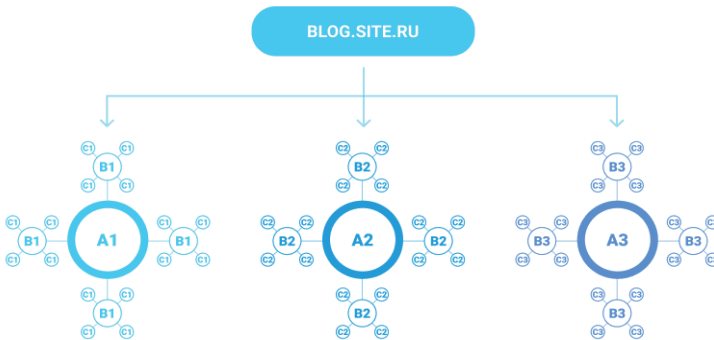 BLOG.SITE.RU
C1 C1 C2 C2 C3 C3
B1 B2 B3
C1 C1 C2 C2 C3 C3
C1 C1 C1 C1 C2 C2 C2 C2 C3 C3 C3 C3
B1 A1 B1 B2 A2 B2 B3 A3 B3
C1 C1 C1 C1 C2 C2 C2 C2 C3 C3 C3 C3
C1 C1 C2 C2 C3 C3
B1 B2 B3
C1 C1 C2 C2 C3 C3